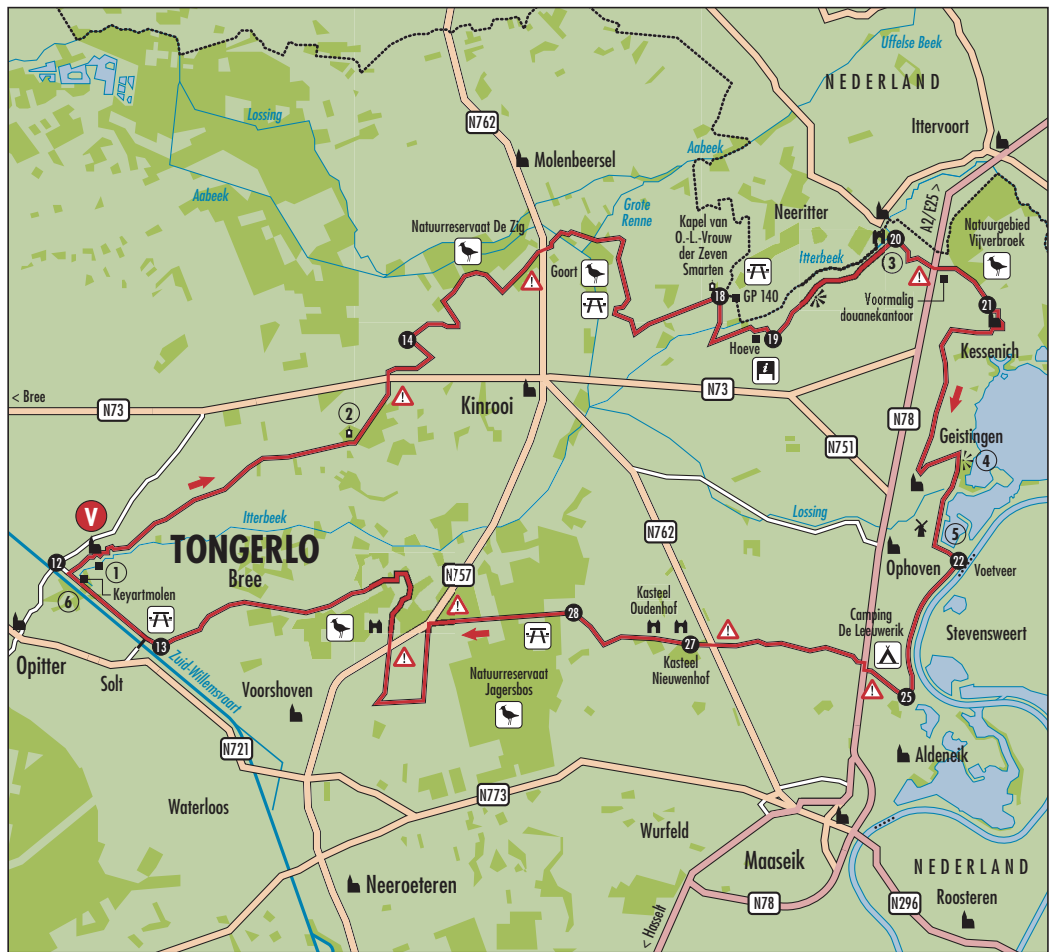 Uffelse Beek
NEDERLAND
Lossing
N762
Ittervoort
Molenbeersel
Aabeek
A2/E25 >
Aabeek
Grote
Renne
Kapel van
O.-L.-Vrouw
der Zeven
Smarten
Neeritter
Natuurreservaat De Zig
Natuurgebied
Vijverbroek
20
Goort
Itterbeek
3
18
GP 140
Voormalig
douanekantoor
21
14
Hoeve
19
i
Kessenich
< Bree
N73
Kinrooi
N73
2
N78
N751
Geistingen
4
V
Itterbeek
Lossing
TONGERLO
Bree
N762
5
12
1
Keyartmolen
6
N757
Ophoven
22
Voetveer
Kasteel
Oudenhof
Camping
De Leeuwerik
28
Stevensweert
13
27
Opitter
Solt
Zuid-Willemsvaart
Voorshoven
Natuurreservaat
Jagersbos
Kasteel
Nieuwenhof
25
N721
Aldeneik
Waterloos
N773
Wurfeld
Maaseik
NEDERLAND
Neeroeteren
N78
N296
Roosteren
< Hasselt